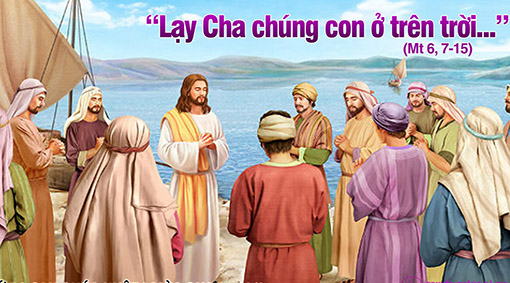 “Lạy Cha chúng con ở trên trời...”
(Mt 6, 7-15)